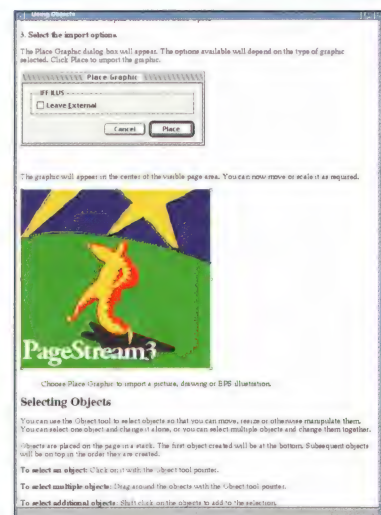 Using Objects
3. Select the import options
The Place Graphic dialog box will appear. The options available will depend on the type of graphic
selected. Click Place to import the graphic.
Place Graphic
IFF ILBM
Leave External
Cancel
Place
The graphic will appear in the center of the visible page area. You can now move or scale it as required.
PageStream3
Choose Place Graphic to import a picture, drawing or EPS illustration.
Selecting Objects
You can use the Object tool to select objects so that you can move, resize or otherwise manipulate them.
You can select one object and change it alone, or you can select multiple objects and change them together.
Objects are placed on the page in a stack. The first object created will be at the bottom. Subsequent objects
will be on top in the order they are created.
To select an object: Click on it with the Object tool pointer.
To select multiple objects: Drag around the objects with the Object tool pointer.
To select additional objects: Shift click on the objects to add to the selection.